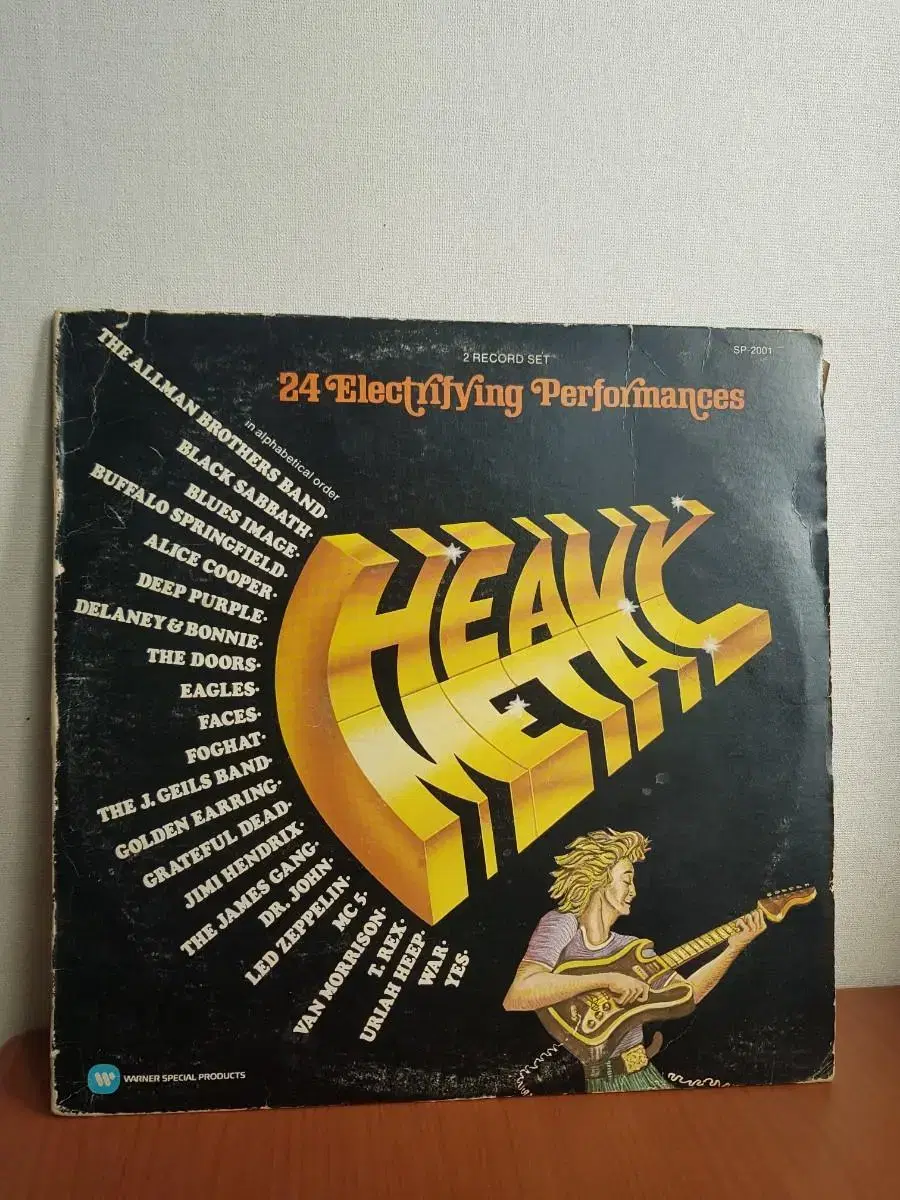 2 RECORD SET
SP-2001
24 Electrifying Performances
in alphabetical order
THE ALLMAN BROTHERS BAND·
BLACK SABBATH·
BLUES IMAGE·
BUFFALO SPRINGFIELD·
ALICE COOPER·
DEEP PURPLE·
DELANEY & BONNIE·
THE DOORS·
EAGLES·
FACES·
FOGHAT·
THE J. GEILS BAND·
GOLDEN EARRING·
GRATEFUL DEAD·
JIMI HENDRIX·
THE JAMES GANG·
DR. JOHN·
LED ZEPPELIN·
MC 5·
VAN MORRISON·
T. REX·
URIAH HEEP·
WAR·
YES·
HEAVY
METAL
WARNER SPECIAL PRODUCTS